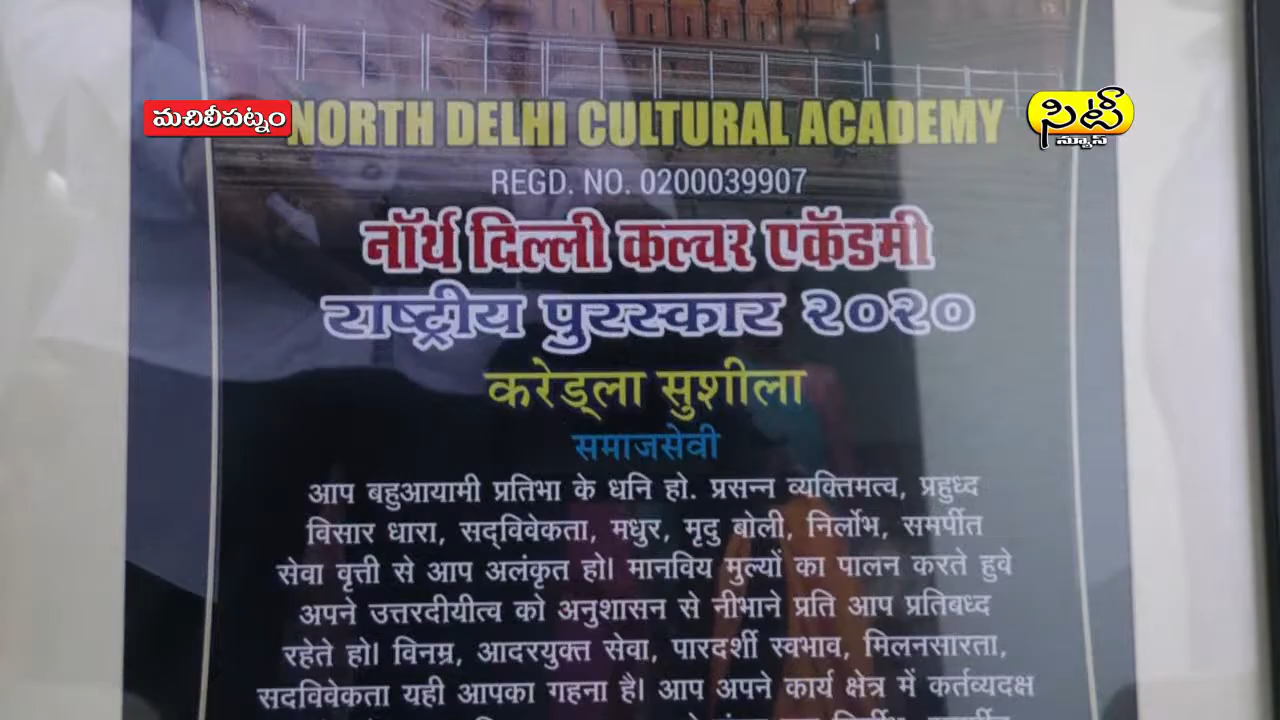 మచిలీపట్నం
సిటీ
న్యూస్
NORTH DELHI CULTURAL ACADEMY
REGD. NO. 0200039907
नॉर्थ दिल्ली कल्चर एकॅडमी
राष्ट्रीय पुरस्कार २०२०
करेड्ला सुशीला
समाजसेवी
आप बहुआयामी प्रतिभा के धनि हो. प्रसन्न व्यक्तिमत्व, प्रहुध्द
विसार धारा, सद्विवेकता, मधुर, मृदु बोली, निर्लोभ, समर्पीत
सेवा वृत्ती से आप अलंकृत हो। मानविय मुल्यों का पालन करते हुवे
अपने उत्तरदीयीत्व को अनुशासन से नीभाने प्रति आप प्रतिबध्द
रहेते हो। विनम्र, आदरयुक्त सेवा, पारदर्शी स्वभाव, मिलनसारता,
सदविवेकता यही आपका गहना है। आप अपने कार्य क्षेत्र में कर्तव्यदक्ष